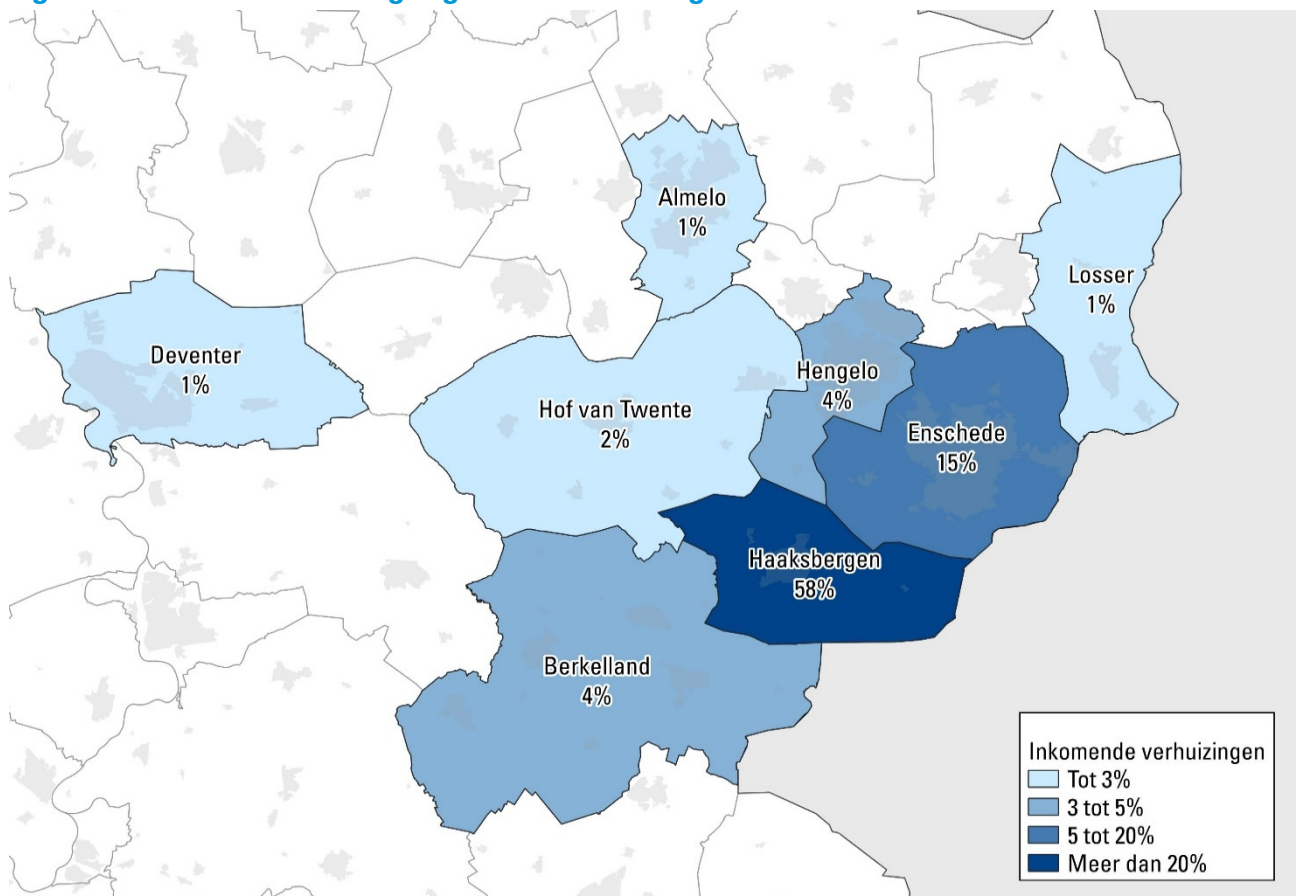 Almelo
1%
Losser
1%
Deventer
1%
Hengelo
4%
Hof van Twente
2%
Enschede
15%
Haaksbergen
58%
Berkelland
4%
Inkomende verhuizingen
Tot 3%
3 tot 5%
5 tot 20%
Meer dan 20%